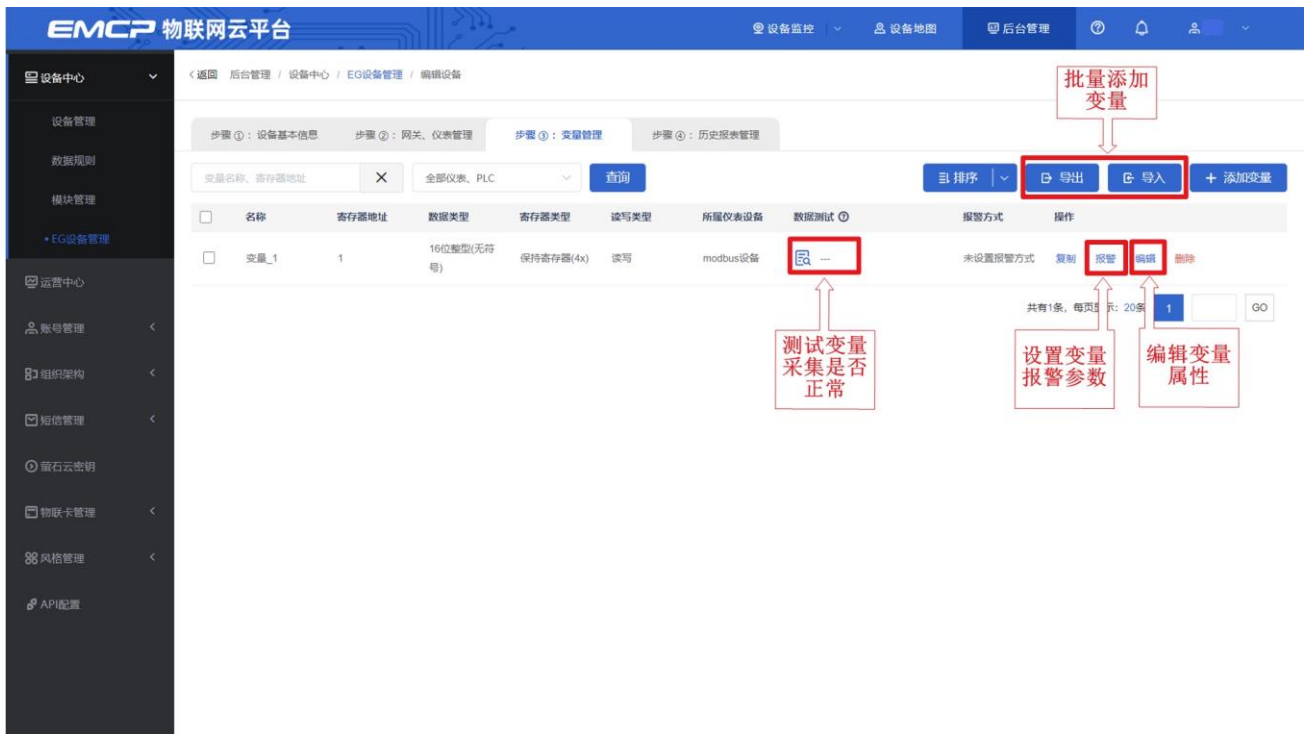 EMCP 物联网云平台
设备监控
设备地图
后台管理
设备中心
设备管理
数据规则
模块管理
•EG设备管理
运营中心
账号管理
组织架构
短信管理
萤石云密钥
物联卡管理
风格管理
API配置
<返回 后台管理 / 设备中心 / EG设备管理 / 编辑设备
批量添加
变量
步骤①：设备基本信息 步骤②：网关、仪表管理 步骤③：变量管理 步骤④：历史报表管理
变量名称、寄存器地址 全部仪表、PLC 查询 排序 导出 导入 + 添加变量
名称 寄存器地址 数据类型 寄存器类型 读写类型 所属仪表设备 数据测试 报警方式 操作
变量_1 1 16位整型(无符号) 保持寄存器(4x) 读写 modbus设备 --- 未设置报警方式 复制 报警 编辑 删除
共有1条，每页显示：20条 1 GO
测试变量
采集是否
正常
设置变量
报警参数
编辑变量
属性